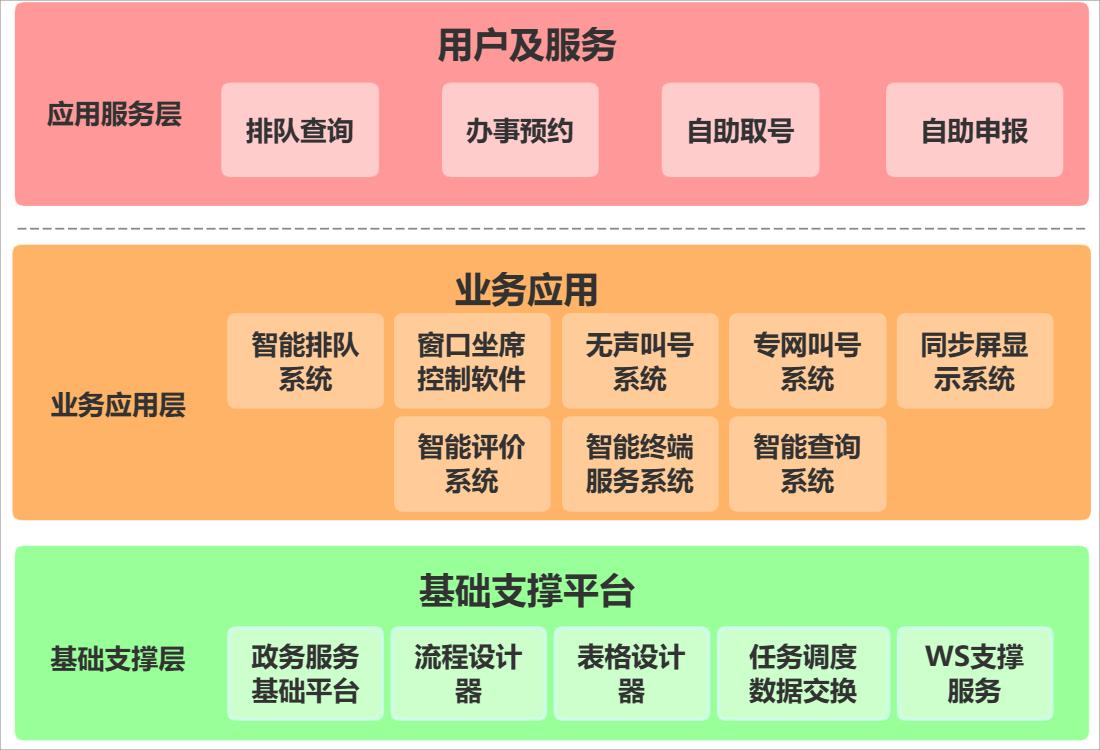 用户及服务
应用服务层
排队查询
办事预约
自助取号
自助申报
业务应用
业务应用层
智能排队
系统
窗口坐席
控制软件
无声叫号
系统
专网叫号
系统
同步屏显
示系统
智能评价
系统
智能终端
服务系统
智能查询
系统
基础支撑平台
基础支撑层
政务服务
基础平台
流程设计
器
表格设计
器
任务调度
数据交换
WS支撑
服务